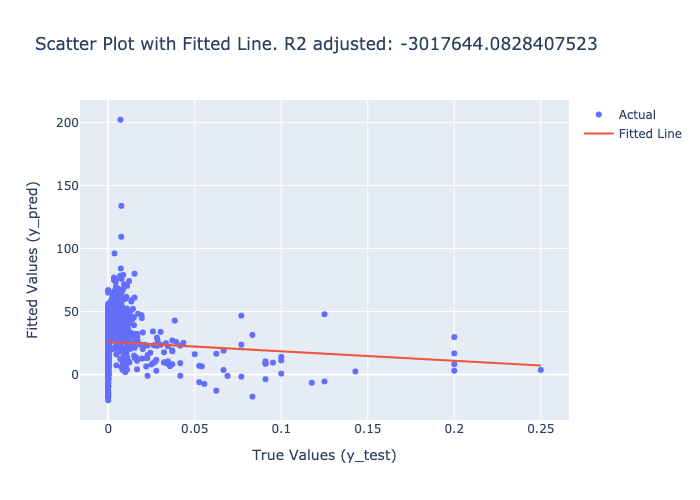 Scatter Plot with Fitted Line. R2 adjusted: -3017644.0828407523
Actual
Fitted Line
200
150
100
50
0
Fitted Values (y_pred)
0
0.05
0.1
0.15
0.2
0.25
True Values (y_test)